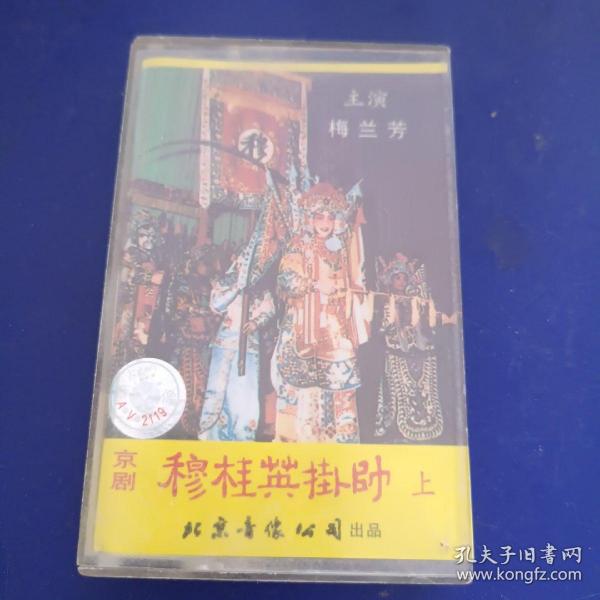 主演
梅兰芳
穆
A V 2119
京剧
穆桂英掛帥 上
北京音像公司 出品
孔夫子旧书网
www.kongfz.com